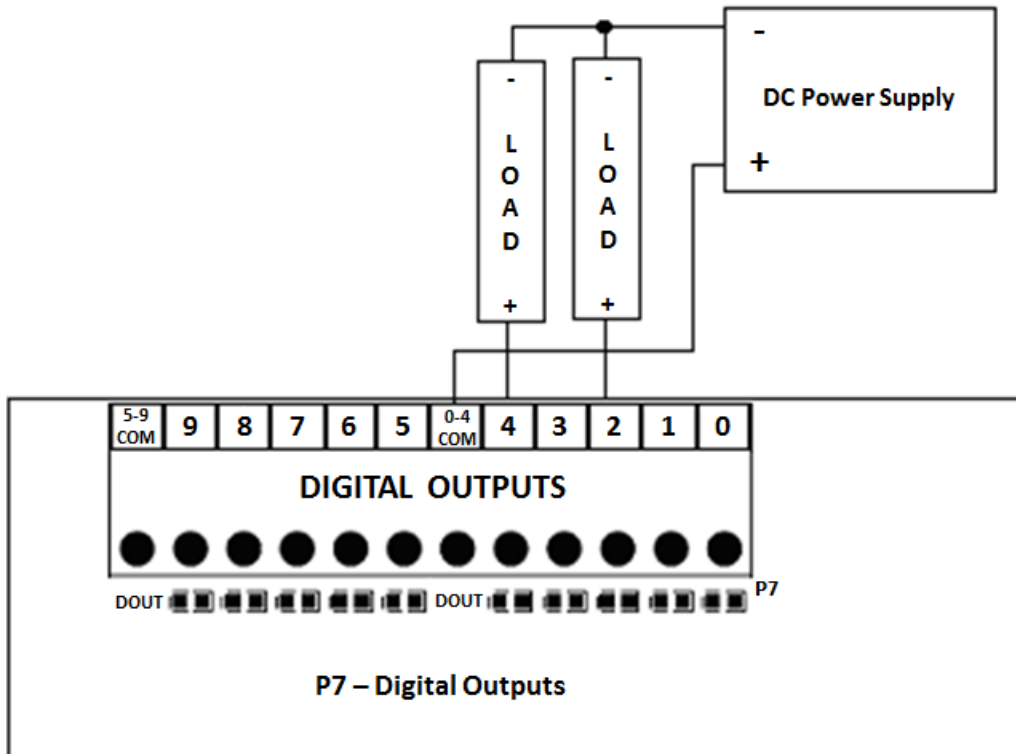 -
DC Power Supply
+
-
L
O
A
D
+
-
L
O
A
D
+
5-9 COM 9 8 7 6 5 0-4 COM 4 3 2 1 0
DIGITAL OUTPUTS
DOUT DOUT P7
P7 – Digital Outputs